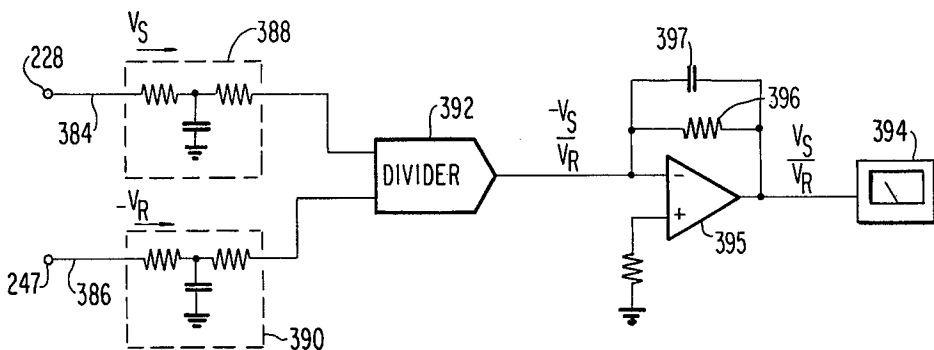 V_S
388
228
384
392
-V_S
V_R
397
396
V_S
V_R
394
DIVIDER
-
+
395
-V_R
247
386
390